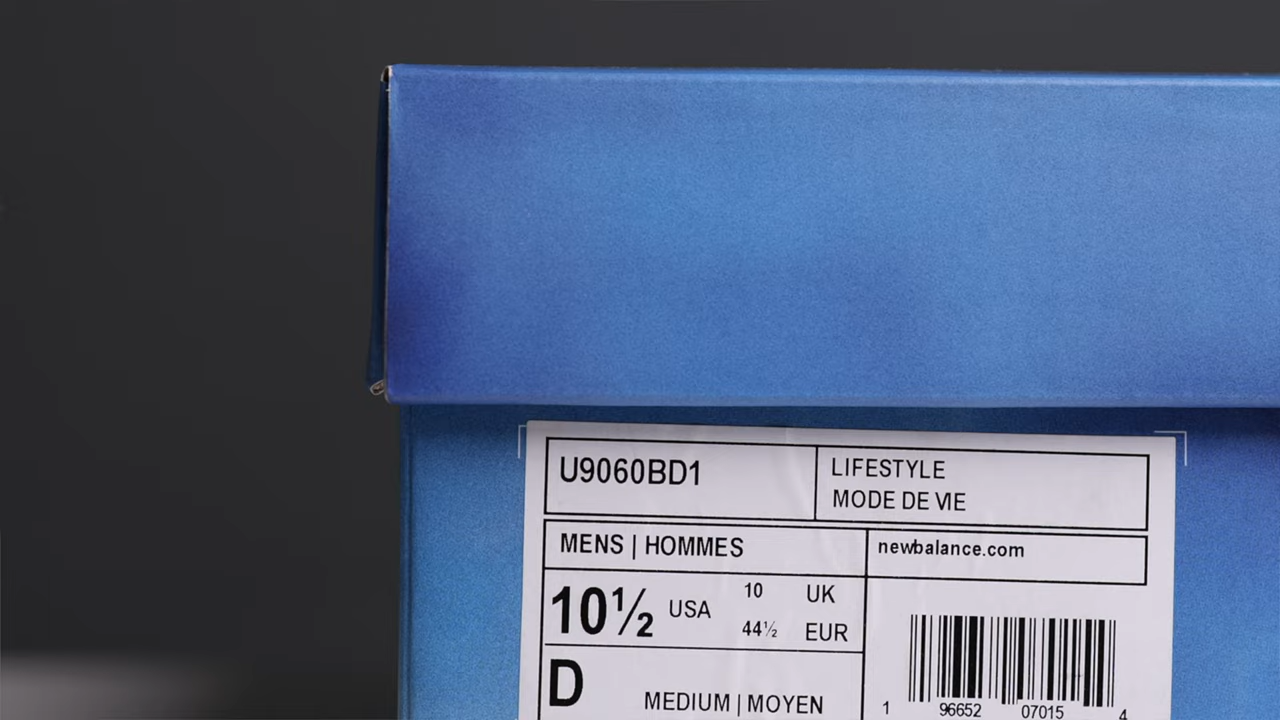 U9060BD1
LIFESTYLE
MODE DE VIE
MENS | HOMMES
newbalance.com
10½ USA
10 UK
44½ EUR
D
MEDIUM | MOYEN
1 96652 07015 4